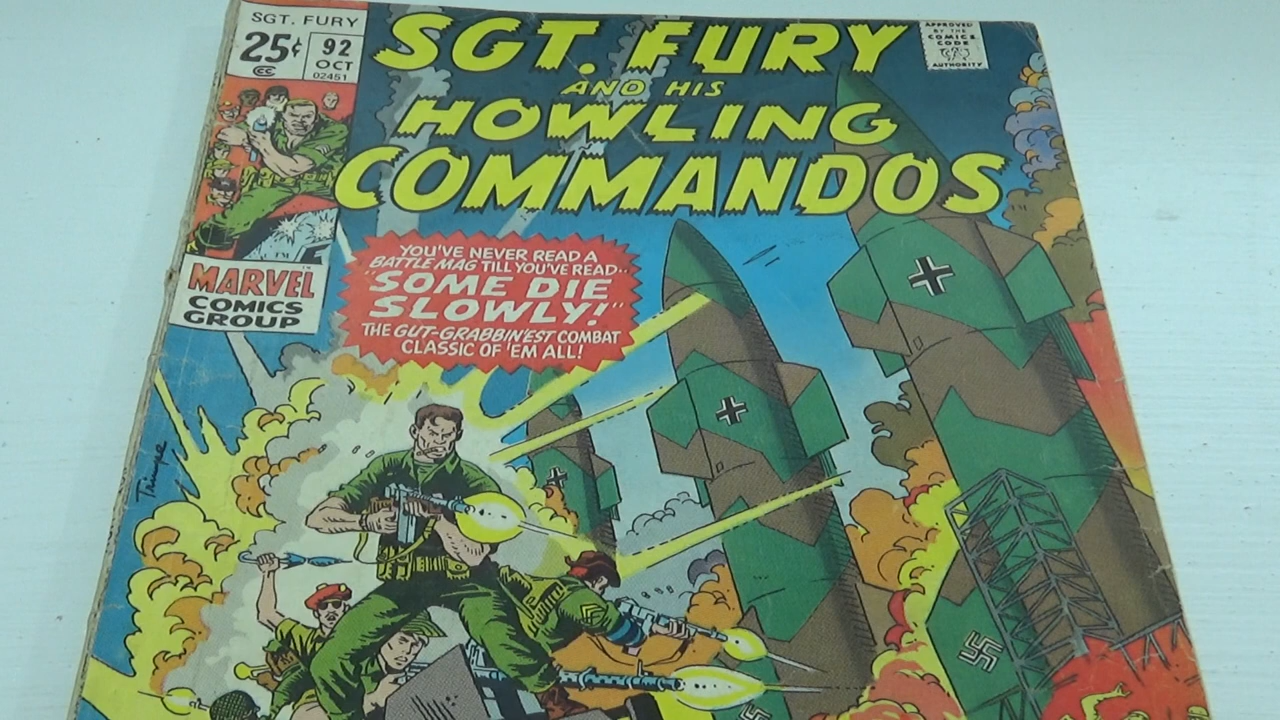 SGT. FURY
25¢
CC
92
OCT
02451
SGT. FURY
AND HIS
HOWLING
COMMANDOS
APPROVED
BY THE
COMICS
CODE
AUTHORITY
TM
MARVEL
COMICS
GROUP
YOU'VE NEVER READ A
BATTLE MAG TILL YOU'VE READ..
"SOME DIE
SLOWLY!"
THE GUT-GRABBIN'EST COMBAT
CLASSIC OF 'EM ALL!
Trimpe